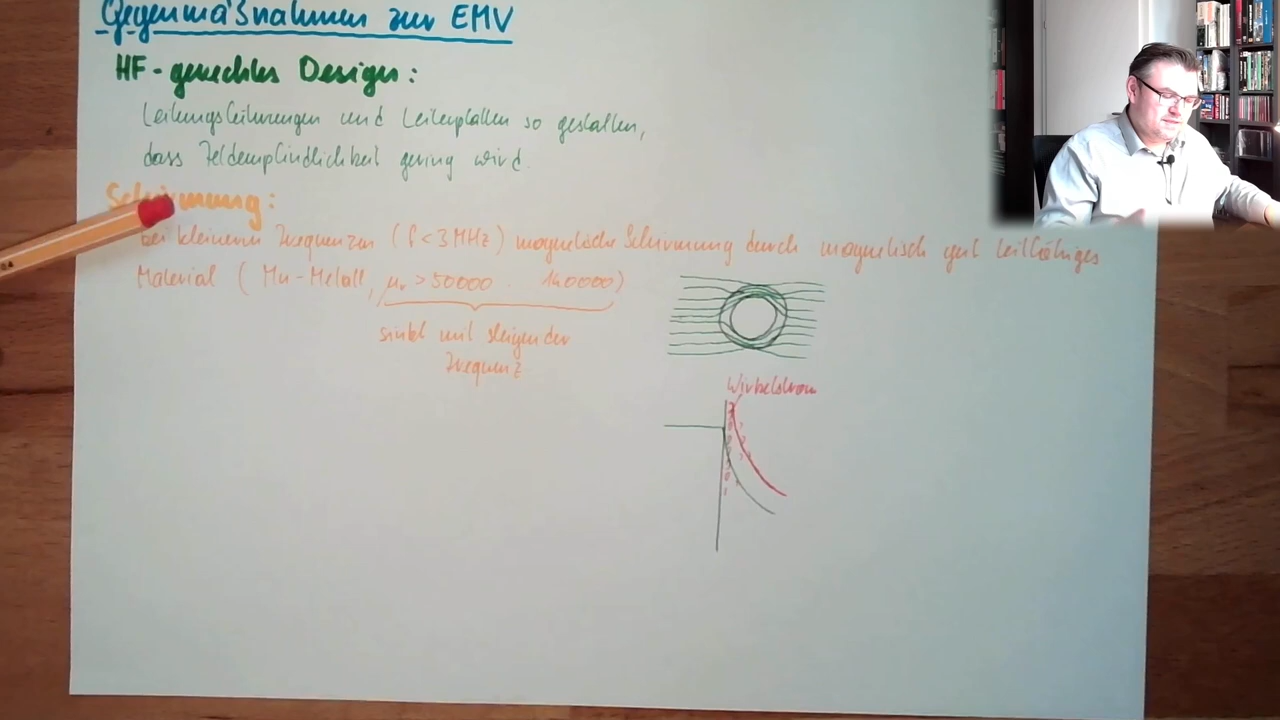 Gegenmaßnahmen zur EMV
HF-gerechtes Design:
Leitungsführungen und Leiterplatten so gestalten,
dass Feldempfindlichkeit gering wird.
Schirmung:
bei kleinen Frequenzen (f < 3 MHz) magnetische Schirmung durch magnetisch gut leitfähiges
Material (Mu-Metall, μr > 50000 . 140000)
sinkt mit steigender
Frequenz
Wirbelstrom